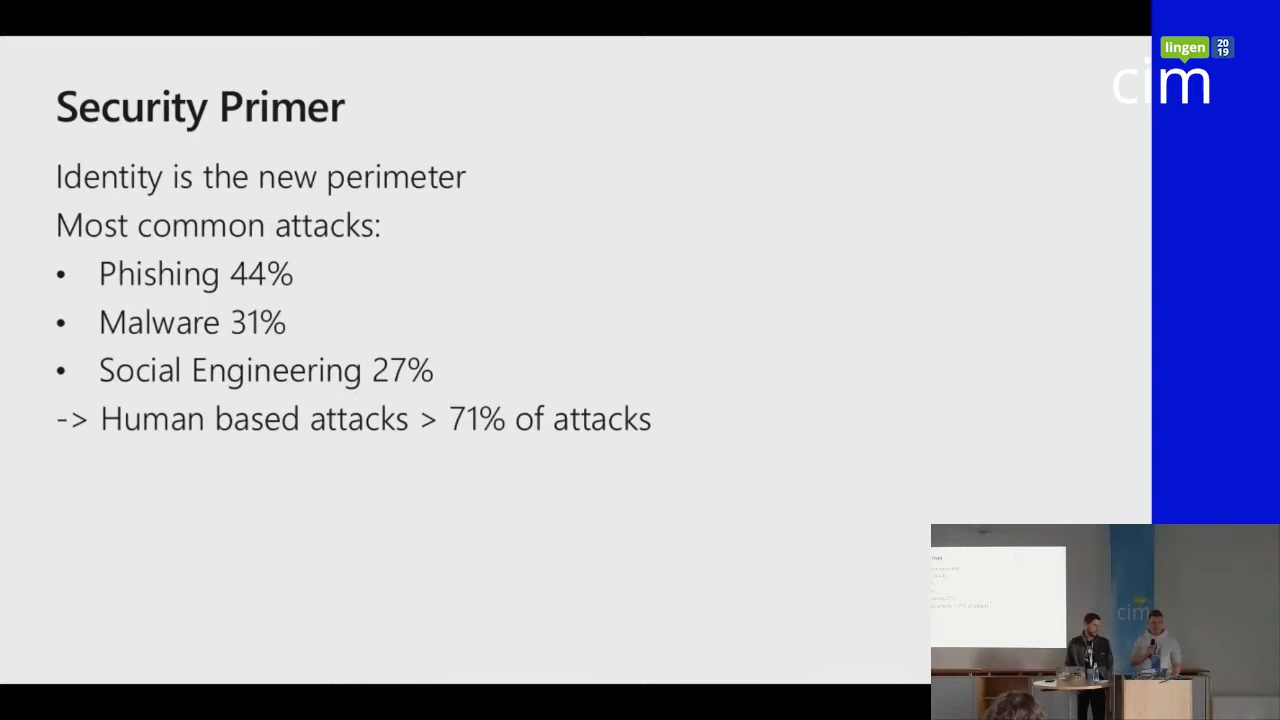 lingen
20
19
cim
Security Primer
Identity is the new perimeter
Most common attacks:
• Phishing 44%
• Malware 31%
• Social Engineering 27%
-> Human based attacks > 71% of attacks
cim